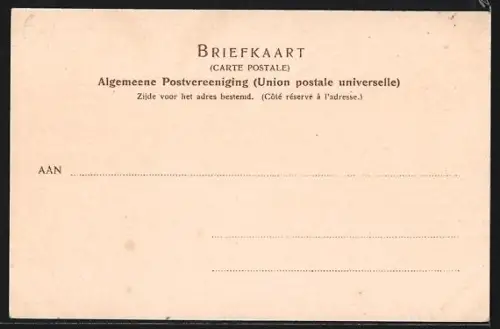 BRIEFKAART
(CARTE POSTALE)
Algemeene Postvereeniging (Union postale universelle)
Zijde voor het adres bestemd. (Côté réservé à l'adresse.)
AAN